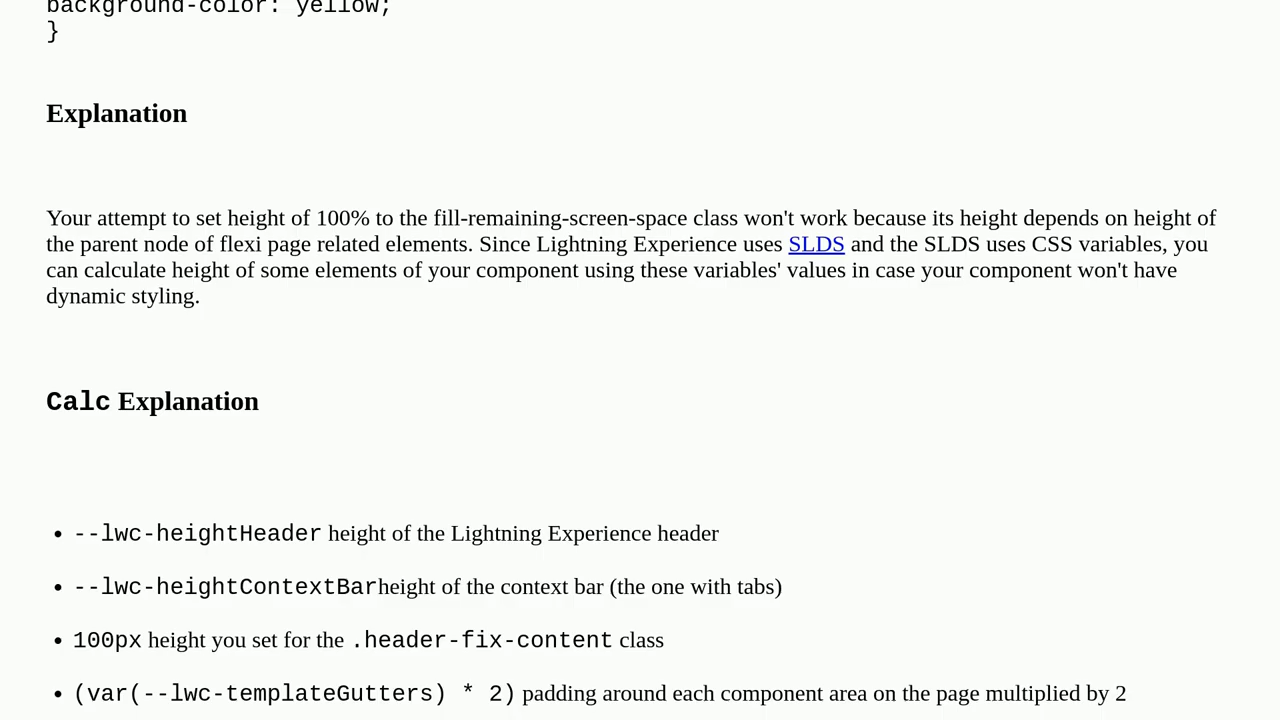 background-color: yellow;
}
Explanation
Your attempt to set height of 100% to the fill-remaining-screen-space class won't work because its height depends on height of
the parent node of flexi page related elements. Since Lightning Experience uses SLDS and the SLDS uses CSS variables, you
can calculate height of some elements of your component using these variables' values in case your component won't have
dynamic styling.
Calc Explanation
• --lwc-heightHeader height of the Lightning Experience header
• --lwc-heightContextBarheight of the context bar (the one with tabs)
• 100px height you set for the .header-fix-content class
• (var(--lwc-templateGutters) * 2) padding around each component area on the page multiplied by 2